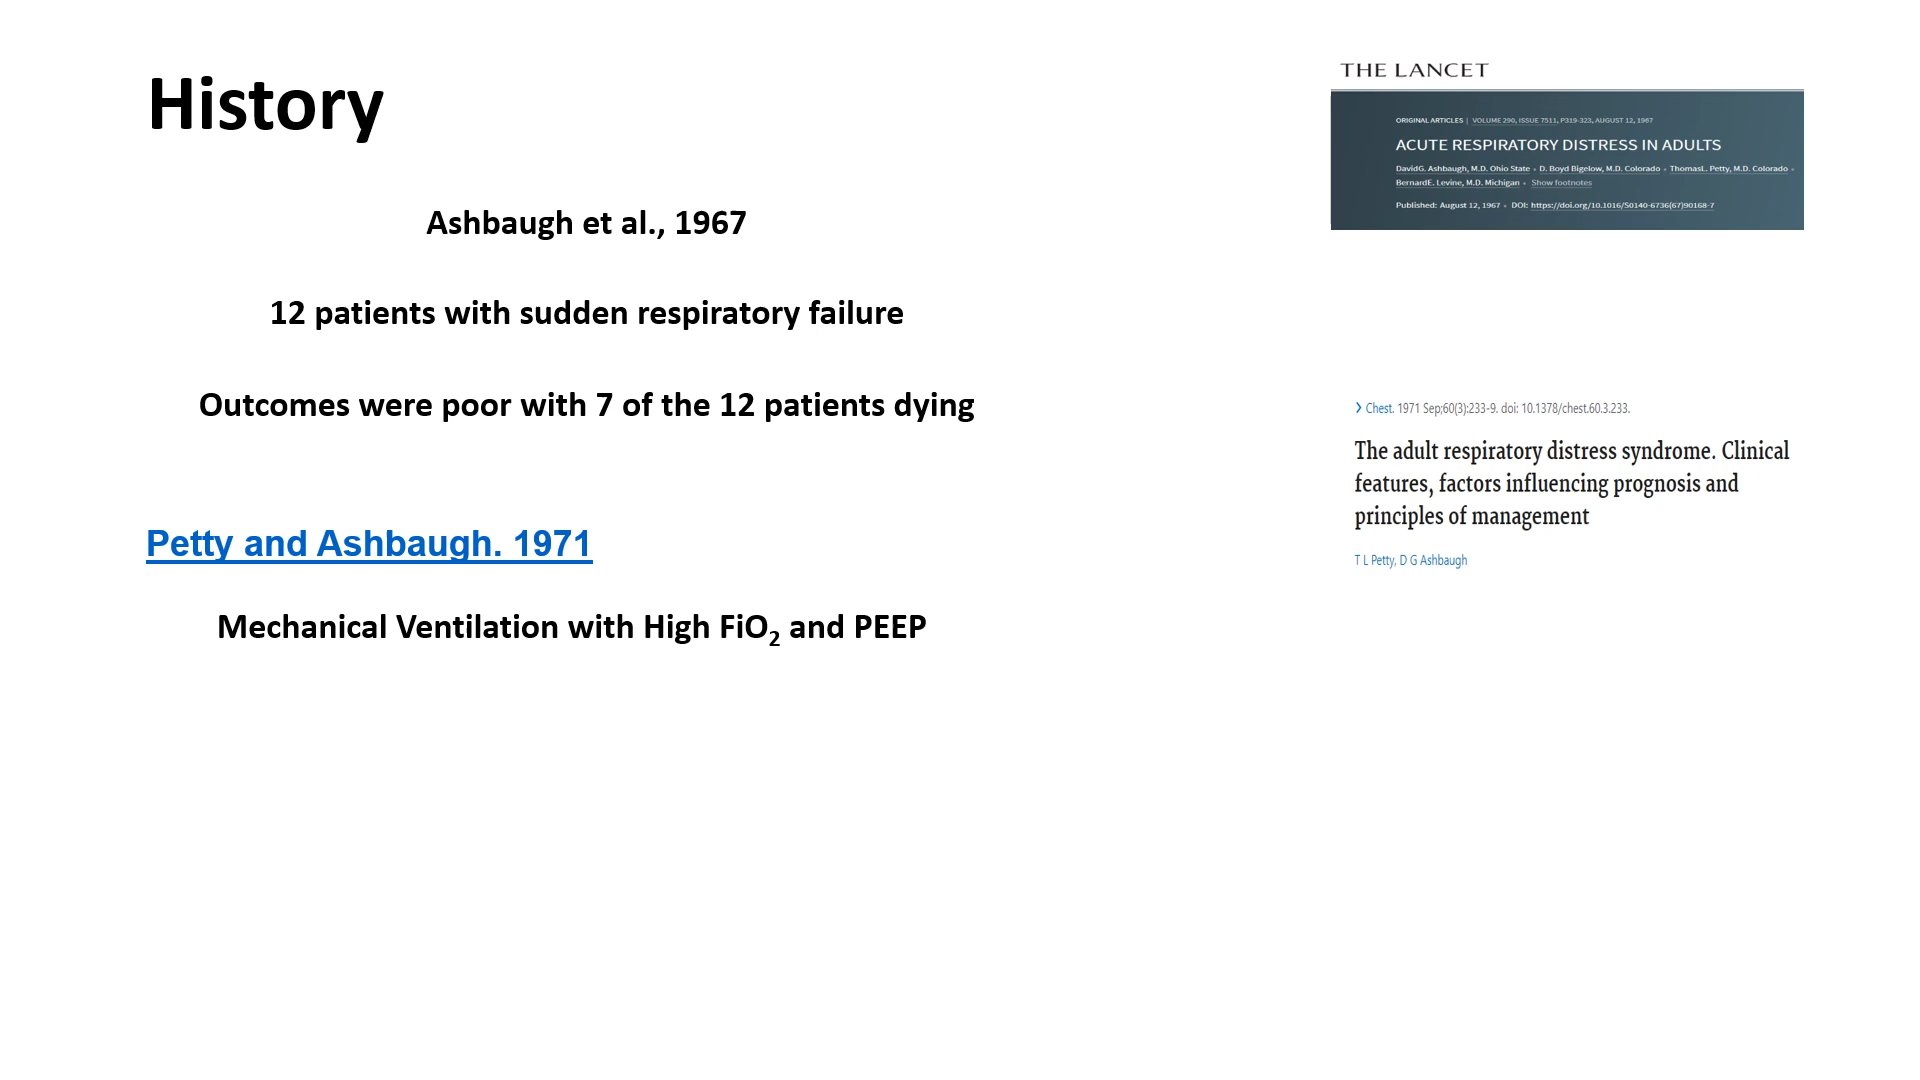 History
Ashbaugh et al., 1967
12 patients with sudden respiratory failure
Outcomes were poor with 7 of the 12 patients dying
Petty and Ashbaugh. 1971
Mechanical Ventilation with High FiO₂ and PEEP
THE LANCET
ORIGINAL ARTICLES | VOLUME 290, ISSUE 7511, P319-323, AUGUST 12, 1967
ACUTE RESPIRATORY DISTRESS IN ADULTS
DavidG. Ashbaugh, M.D. Ohio State • D. Boyd Bigelow, M.D. Colorado • ThomasL. Petty, M.D. Colorado •
BernardE. Levine, M.D. Michigan • Show footnotes
Published: August 12, 1967 • DOI: https://doi.org/10.1016/S0140-6736(67)90168-7
› Chest. 1971 Sep;60(3):233-9. doi: 10.1378/chest.60.3.233.
The adult respiratory distress syndrome. Clinical
features, factors influencing prognosis and
principles of management
T L Petty, D G Ashbaugh